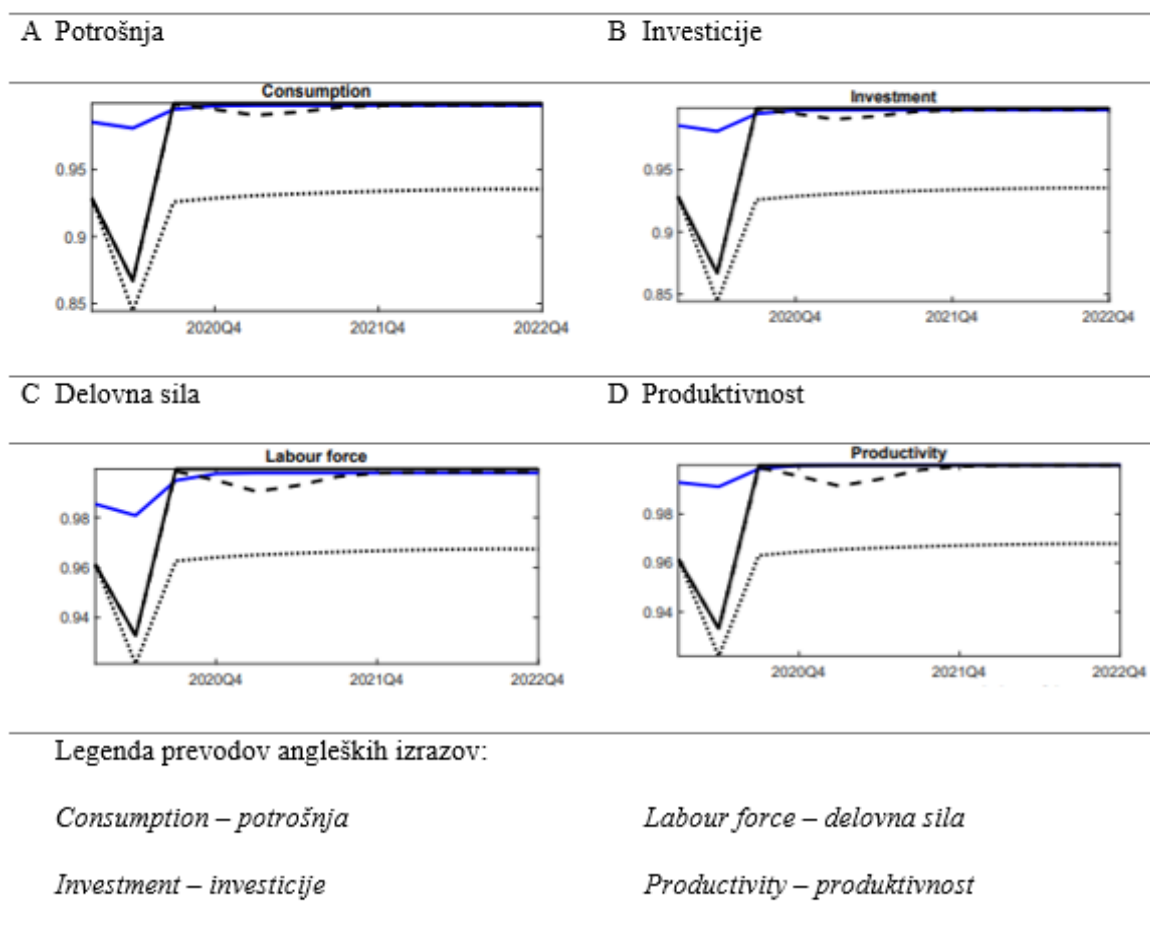 A Potrošnja
B Investicije
Consumption
0.95
0.9
0.85
2020Q4 2021Q4 2022Q4
Investment
0.95
0.9
0.85
2020Q4 2021Q4 2022Q4
C Delovna sila
D Produktivnost
Labour force
0.98
0.96
0.94
2020Q4 2021Q4 2022Q4
Productivity
0.98
0.96
0.94
2020Q4 2021Q4 2022Q4
Legenda prevodov angleških izrazov:
Consumption – potrošnja
Labour force – delovna sila
Investment – investicije
Productivity – produktivnost